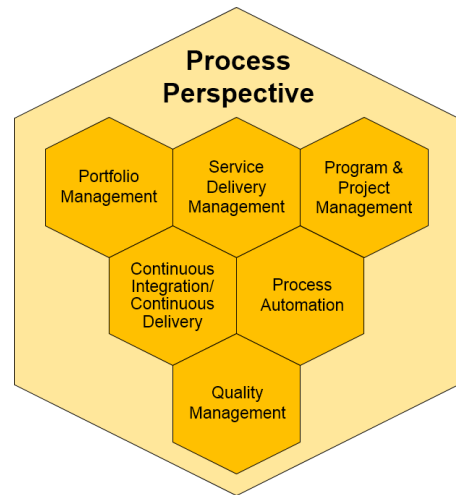 Process
Perspective
Portfolio
Management
Service
Delivery
Management
Program &
Project
Management
Continuous
Integration/
Continuous
Delivery
Process
Automation
Quality
Management